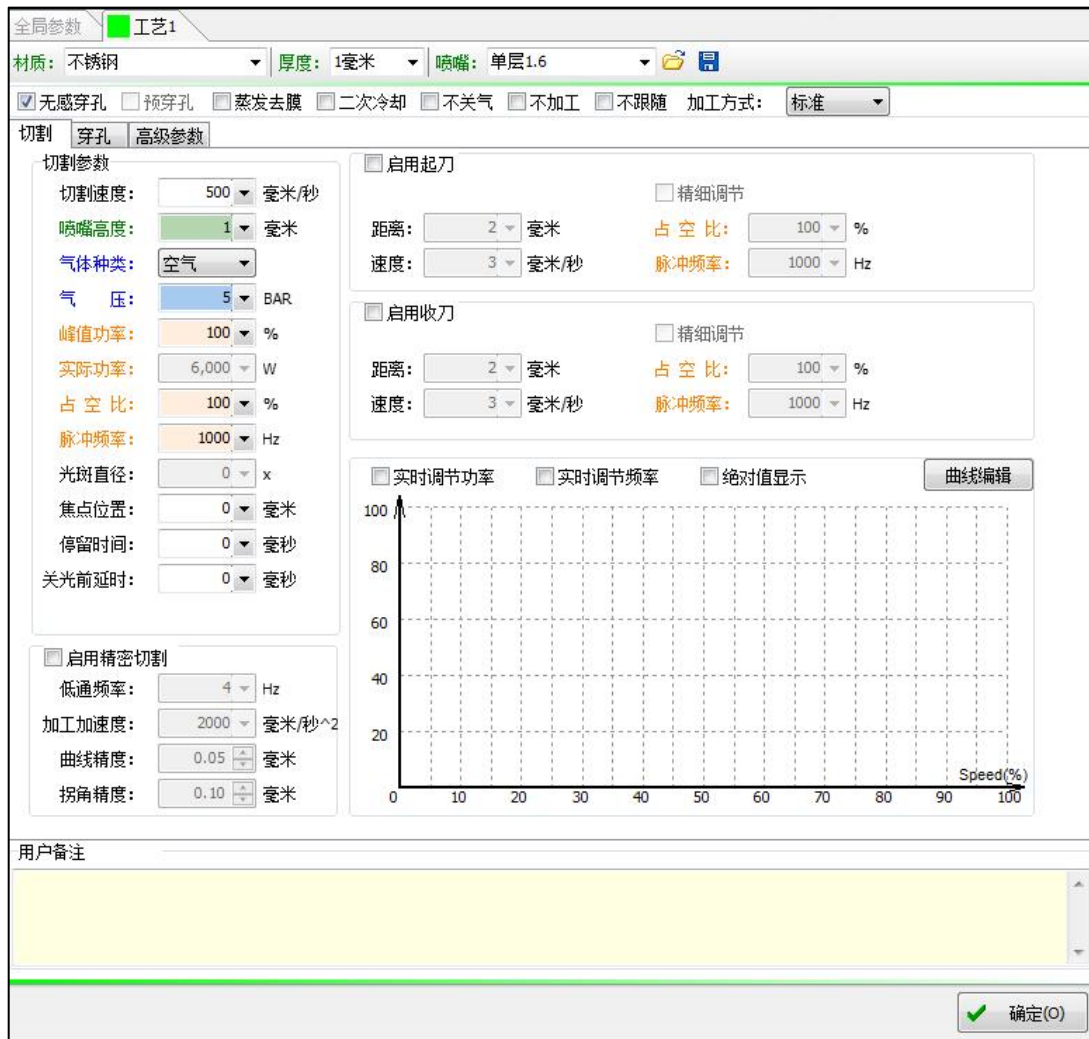 全局参数 工艺1
材质: 不锈钢 厚度: 1毫米 喷嘴: 单层1.6
无感穿孔 预穿孔 蒸发去膜 二次冷却 不关气 不加工 不跟随 加工方式: 标准
切割 穿孔 高级参数
切割参数
切割速度: 500 毫米/秒
喷嘴高度: 1 毫米
气体种类: 空气
气 压: 5 BAR
峰值功率: 100 %
实际功率: 6,000 W
占 空 比: 100 %
脉冲频率: 1000 Hz
光斑直径: 0 x
焦点位置: 0 毫米
停留时间: 0 毫秒
关光前延时: 0 毫秒
启用精密切割
低通频率: 4 Hz
加工加速度: 2000 毫米/秒^2
曲线精度: 0.05 毫米
拐角精度: 0.10 毫米
启用起刀
精细调节
距离: 2 毫米 占 空 比: 100 %
速度: 3 毫米/秒 脉冲频率: 1000 Hz
启用收刀
精细调节
距离: 2 毫米 占 空 比: 100 %
速度: 3 毫米/秒 脉冲频率: 1000 Hz
实时调节功率 实时调节频率 绝对值显示 曲线编辑
100
80
60
40
20
Speed(%)
0 10 20 30 40 50 60 70 80 90 100
用户备注
确定(O)